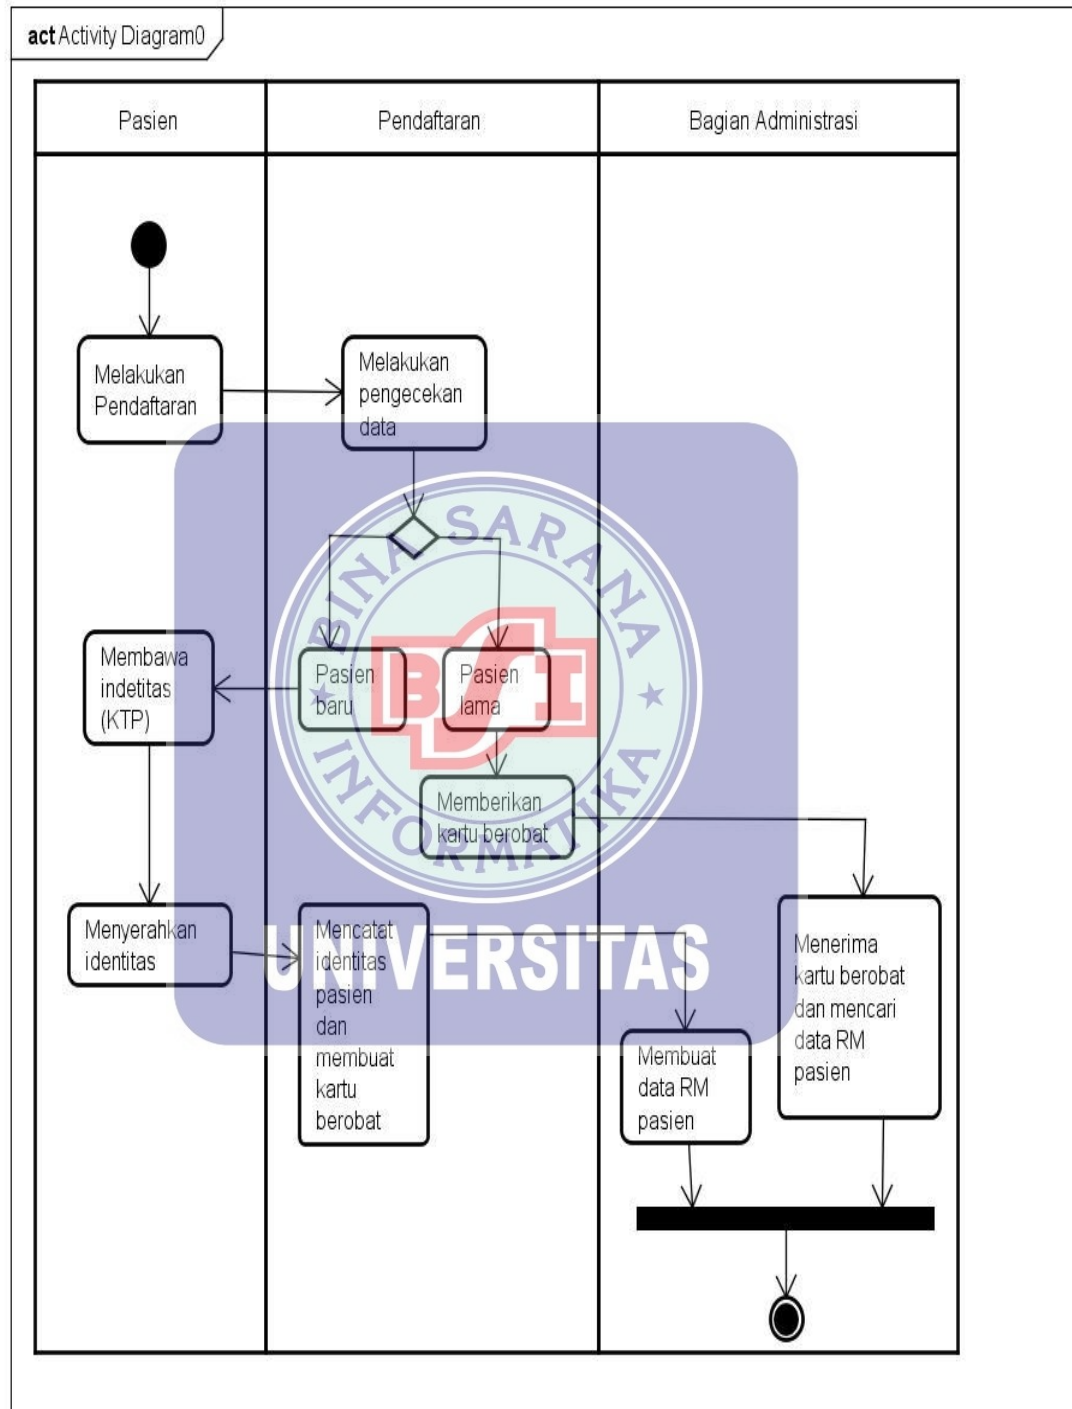 act Activity Diagram0
Pasien
Pendaftaran
Bagian Administrasi
Melakukan
Pendaftaran
Melakukan
pengecekan
data
Membawa
indetitas
(KTP)
Pasien
baru
Pasien
lama
Memberikan
kartu berobat
Menyerahkan
identitas
Mencatat
identitas
pasien
dan
membuat
kartu
berobat
Membuat
data RM
pasien
Menerima
kartu berobat
dan mencari
data RM
pasien
BINA SARANA
BSI
INFORMATIKA
UNIVERSITAS